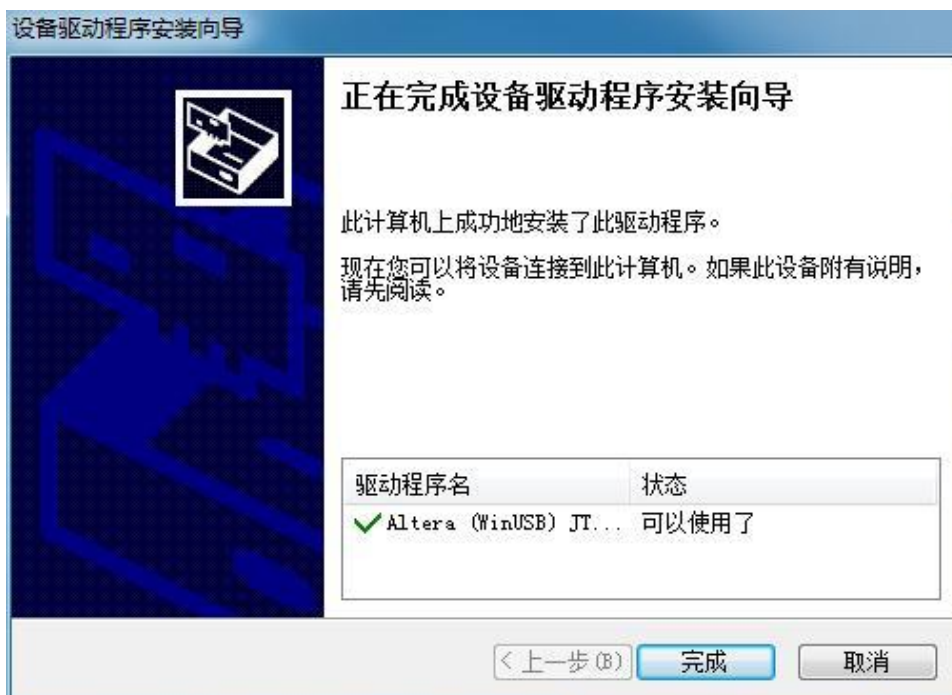 设备驱动程序安装向导
正在完成设备驱动程序安装向导
此计算机上成功地安装了此驱动程序。
现在您可以将设备连接到此计算机。如果此设备附有说明，
请先阅读。
驱动程序名 状态
Altera (WinUSB) JT... 可以使用了
< 上一步(B) 完成 取消